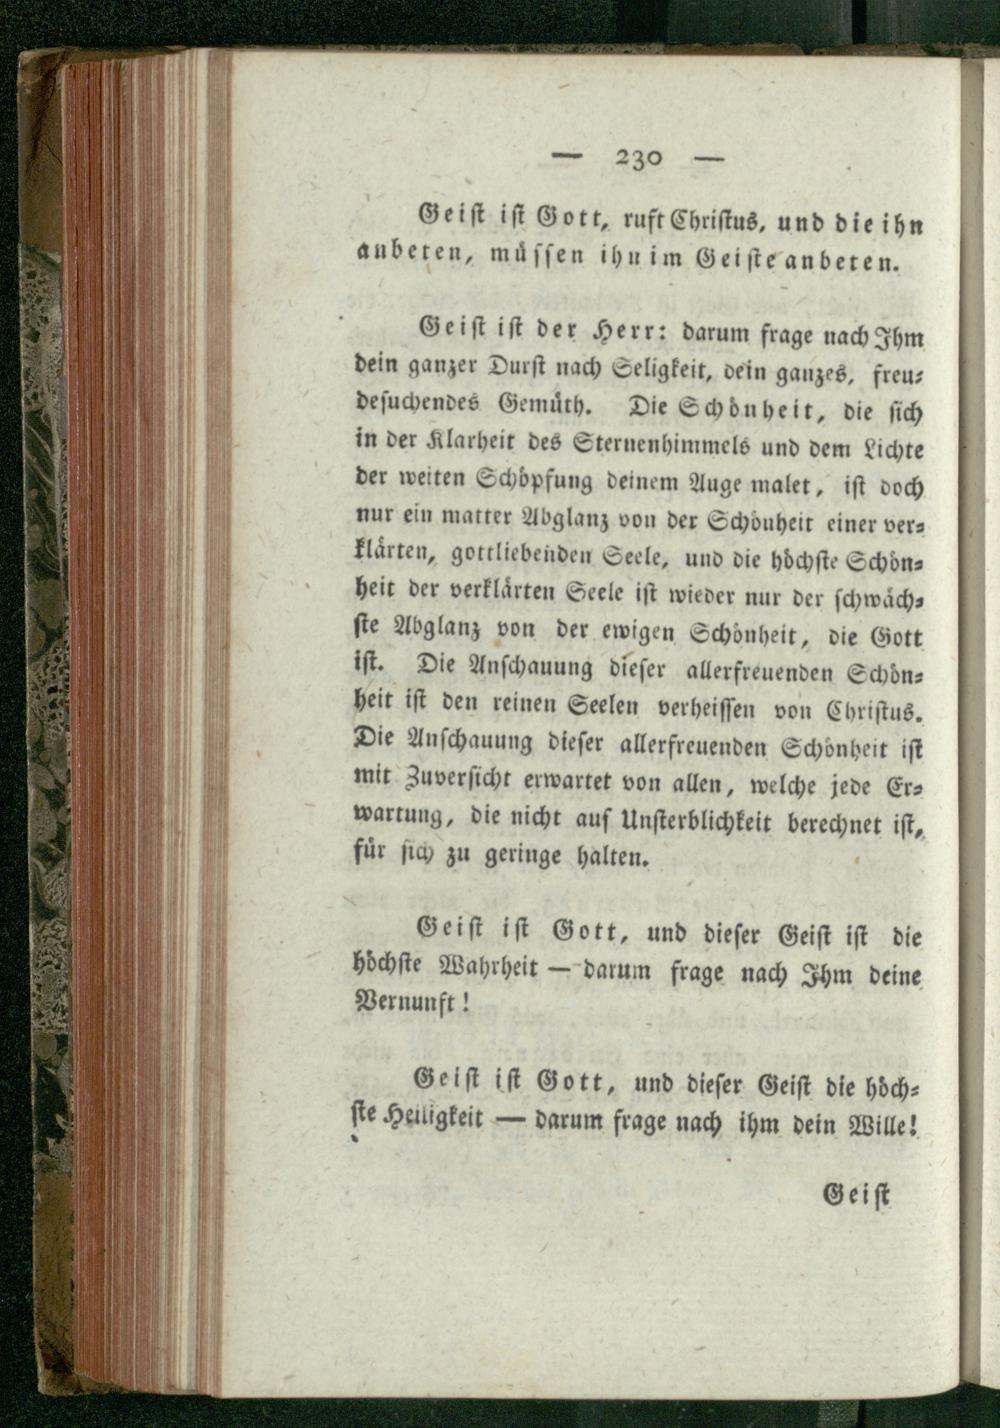 — 230 —
Geist ist Gott, ruft Christus, und die ihn
anbeten, müssen ihn im Geiste anbeten.
Geist ist der Herr: darum frage nach Ihm
dein ganzer Durst nach Seligkeit, dein ganzes, freu-
desuchendes Gemüth. Die Schönheit, die sich
in der Klarheit des Sternenhimmels und dem Lichte
der weiten Schöpfung deinem Auge malet, ist doch
nur ein matter Abglanz von der Schönheit einer ver-
klärten, gottliebenden Seele, und die höchste Schön-
heit der verklärten Seele ist wieder nur der schwäch-
ste Abglanz von der ewigen Schönheit, die Gott
ist. Die Anschauung dieser allerfreuenden Schön-
heit ist den reinen Seelen verheissen von Christus.
Die Anschauung dieser allerfreuenden Schönheit ist
mit Zuversicht erwartet von allen, welche jede Er-
wartung, die nicht auf Unsterblichkeit berechnet ist,
für sich zu geringe halten.
Geist ist Gott, und dieser Geist ist die
höchste Wahrheit — darum frage nach Ihm deine
Vernunft!
Geist ist Gott, und dieser Geist die höch-
ste Heiligkeit — darum frage nach ihm dein Wille!
Geist